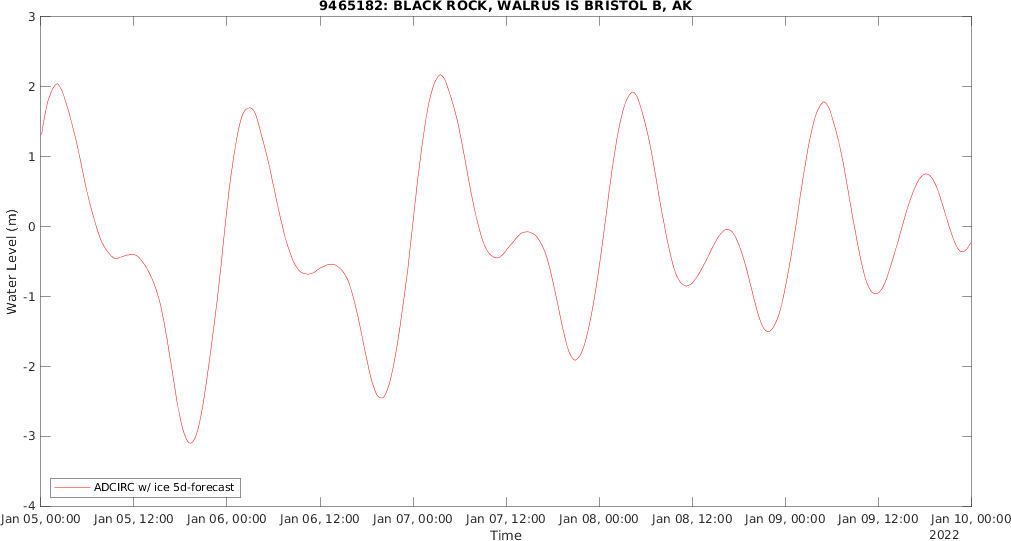 9465182: BLACK ROCK, WALRUS IS BRISTOL B, AK
3
2
1
0
-1
-2
-3
-4
Water Level (m)
ADCIRC w/ ice 5d-forecast
Jan 05, 00:00 Jan 05, 12:00 Jan 06, 00:00 Jan 06, 12:00 Jan 07, 00:00 Jan 07, 12:00 Jan 08, 00:00 Jan 08, 12:00 Jan 09, 00:00 Jan 09, 12:00 Jan 10, 00:00
Time
2022